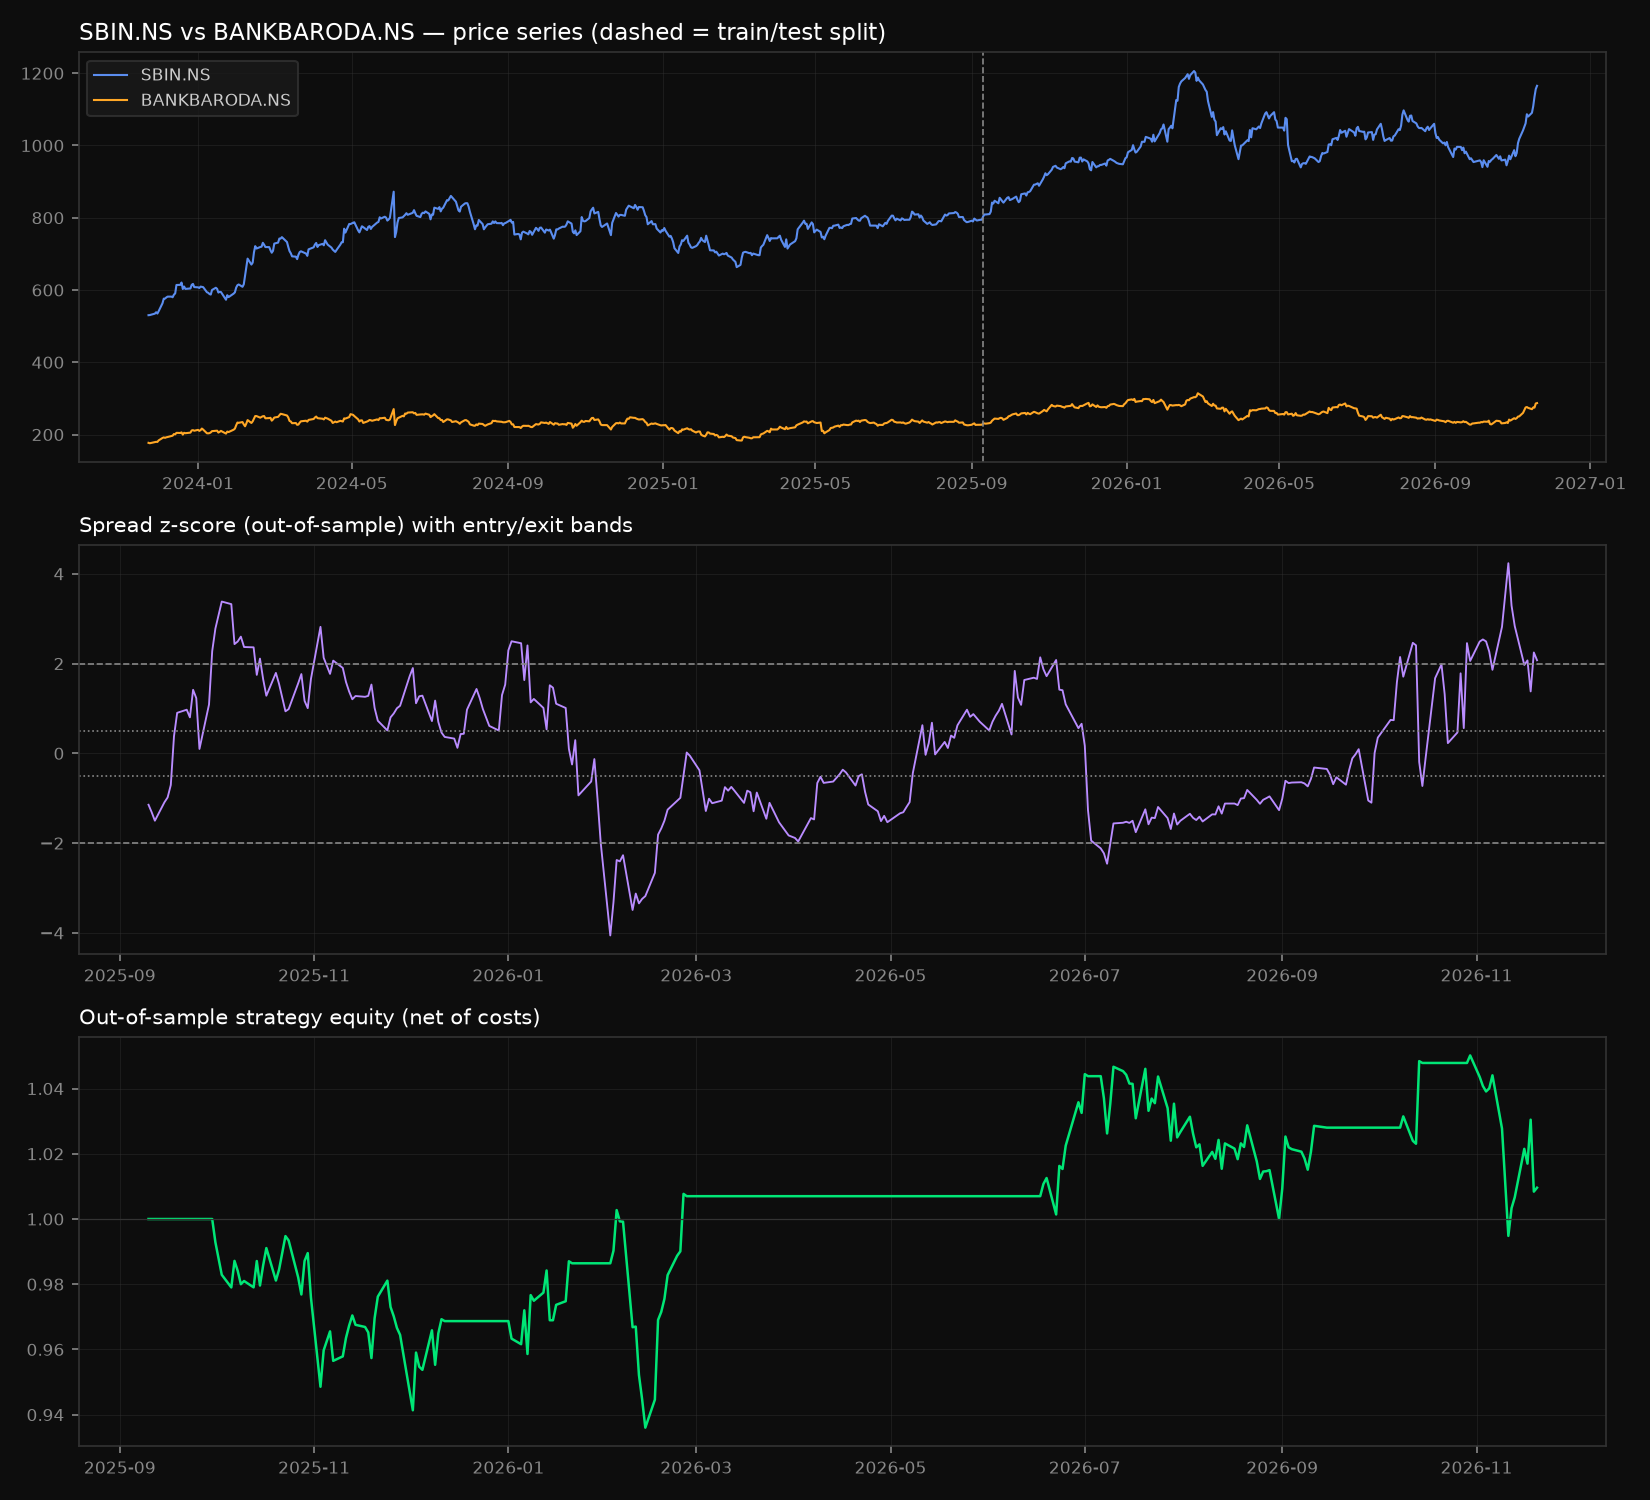 SBIN.NS vs BANKBARODA.NS — price series (dashed = train/test split)
SBIN.NS
BANKBARODA.NS
1200
1000
800
600
400
200
2024-01 2024-05 2024-09 2025-01 2025-05 2025-09 2026-01 2026-05 2026-09 2027-01
Spread z-score (out-of-sample) with entry/exit bands
4
2
0
−2
−4
2025-09 2025-11 2026-01 2026-03 2026-05 2026-07 2026-09 2026-11
Out-of-sample strategy equity (net of costs)
1.04
1.02
1.00
0.98
0.96
0.94
2025-09 2025-11 2026-01 2026-03 2026-05 2026-07 2026-09 2026-11